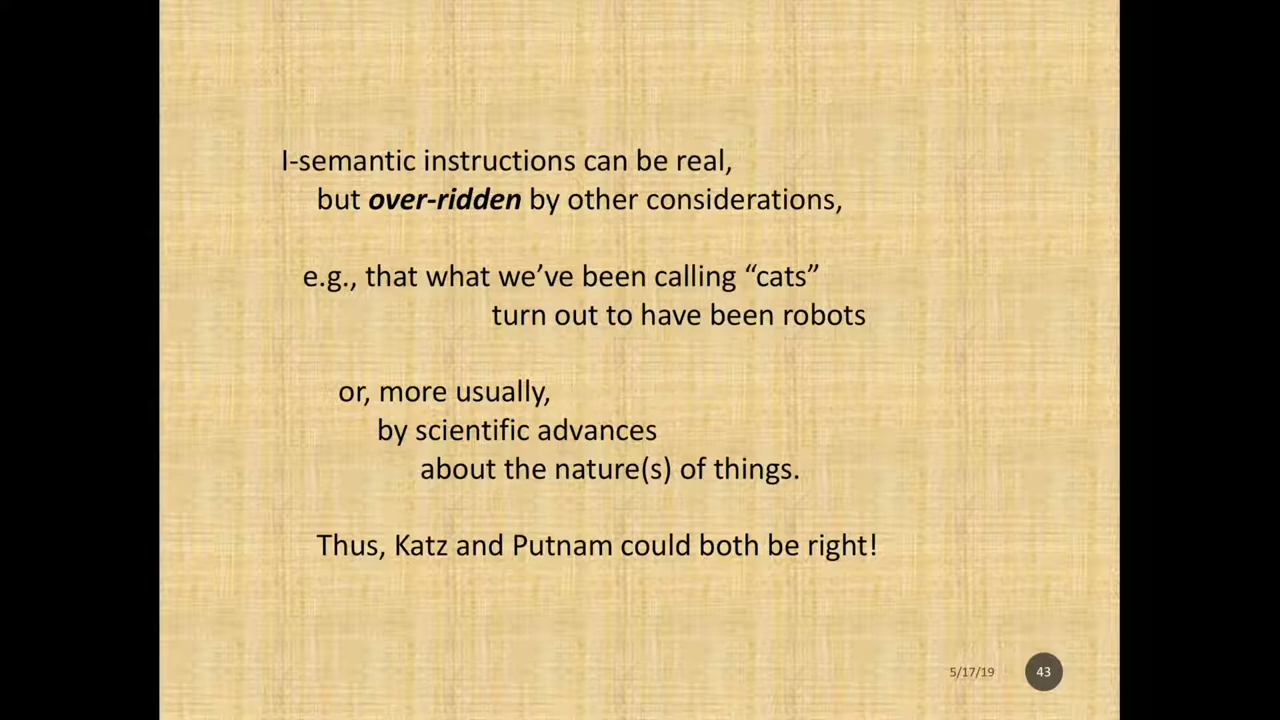 I-semantic instructions can be real,
but over-ridden by other considerations,
e.g., that what we’ve been calling “cats”
turn out to have been robots
or, more usually,
by scientific advances
about the nature(s) of things.
Thus, Katz and Putnam could both be right!
5/17/19
43